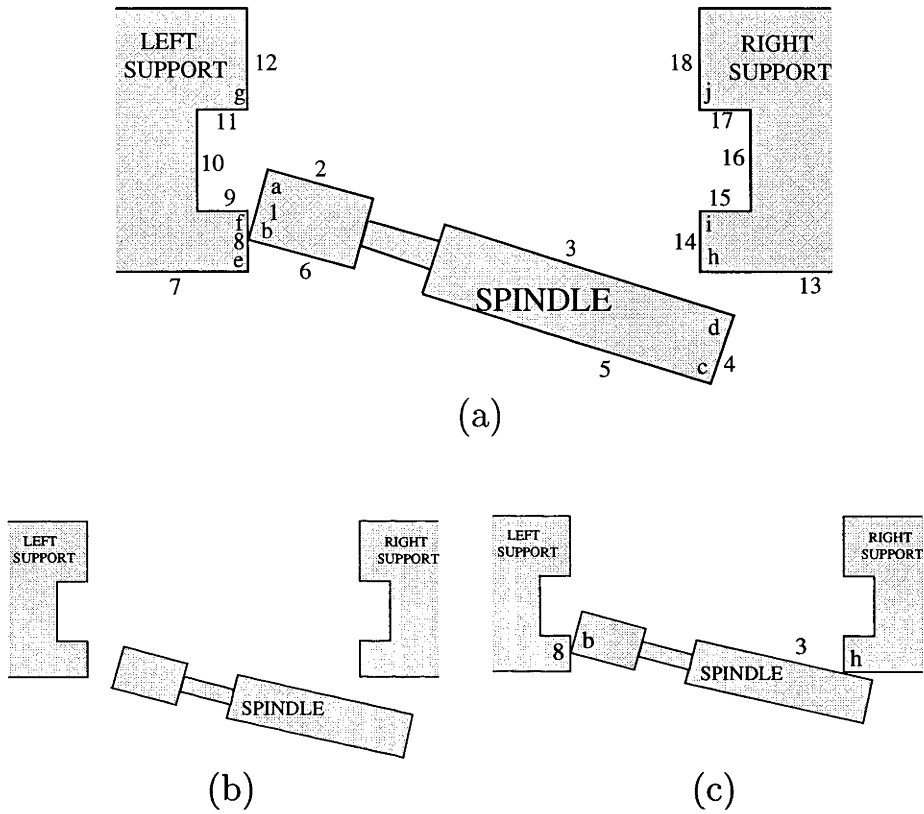 LEFT
SUPPORT
12
18
RIGHT
SUPPORT
g
j
11
17
10
16
2
a
9
15
1
f
i
b
8
14
3
e
h
6
7
13
SPINDLE
d
5
c
4
(a)
LEFT
SUPPORT
RIGHT
SUPPORT
SPINDLE
(b)
LEFT
SUPPORT
RIGHT
SUPPORT
b
8
3
h
SPINDLE
(c)